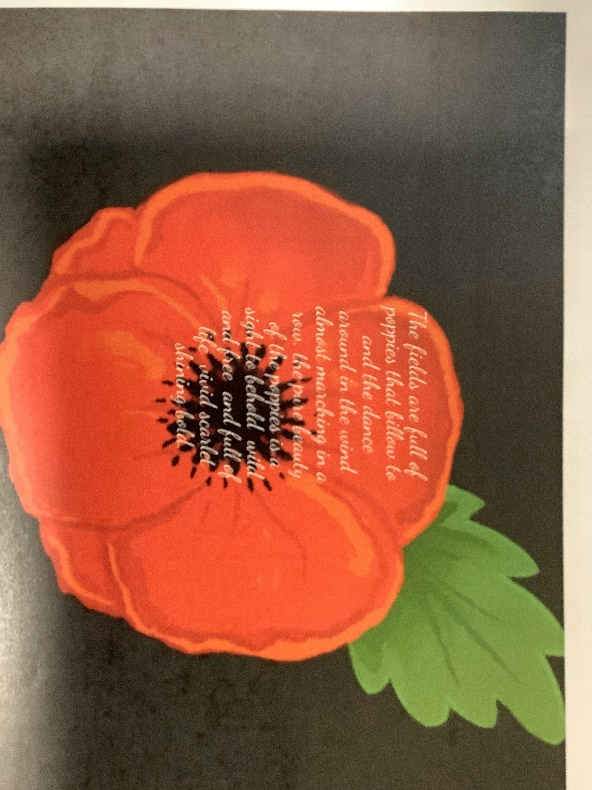 The fields are full of
poppies that billow to
and the dance
around in the wind
almost marching in a
row, the pure beauty
of the poppies is a
sight to behold wild
and free and full of
life vivid scarlet
shining bold